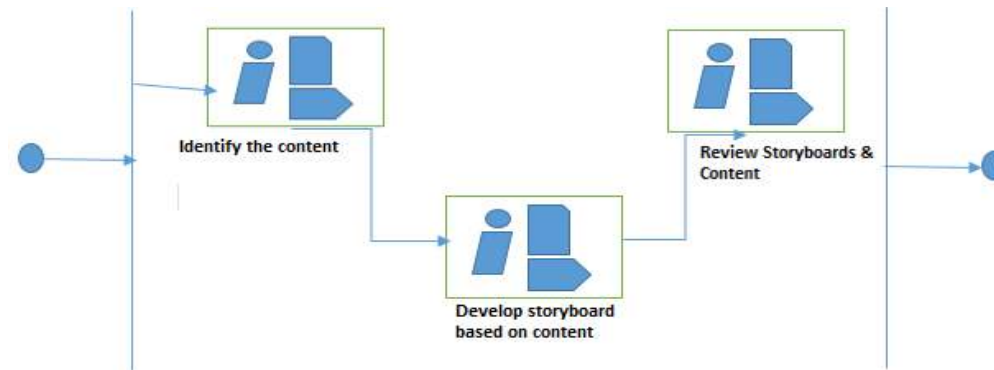 Identify the content
Review Storyboards &
Content
Develop storyboard
based on content